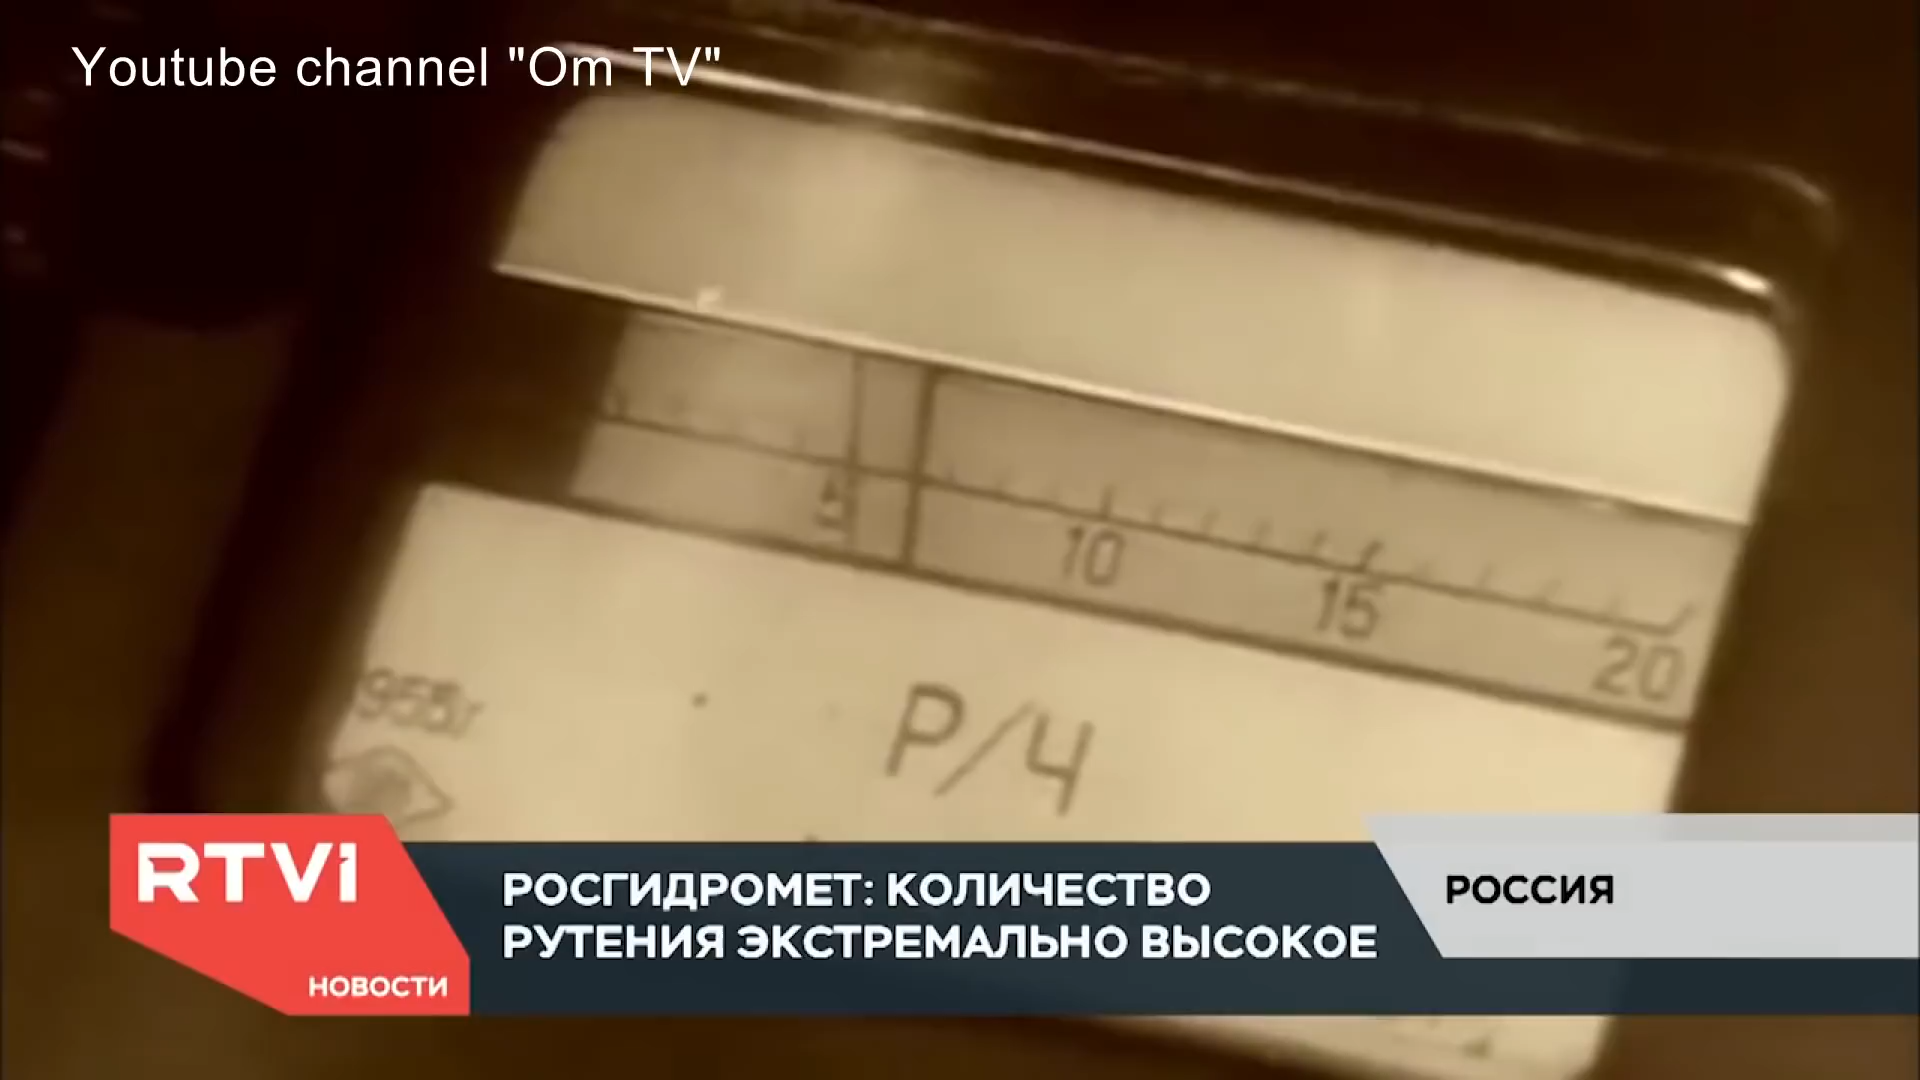 Youtube channel "Om TV"
5
10
15
20
Р/Ч
RTVi
НОВОСТИ
РОСГИДРОМЕТ: КОЛИЧЕСТВО
РУТЕНИЯ ЭКСТРЕМАЛЬНО ВЫСОКОЕ
РОССИЯ